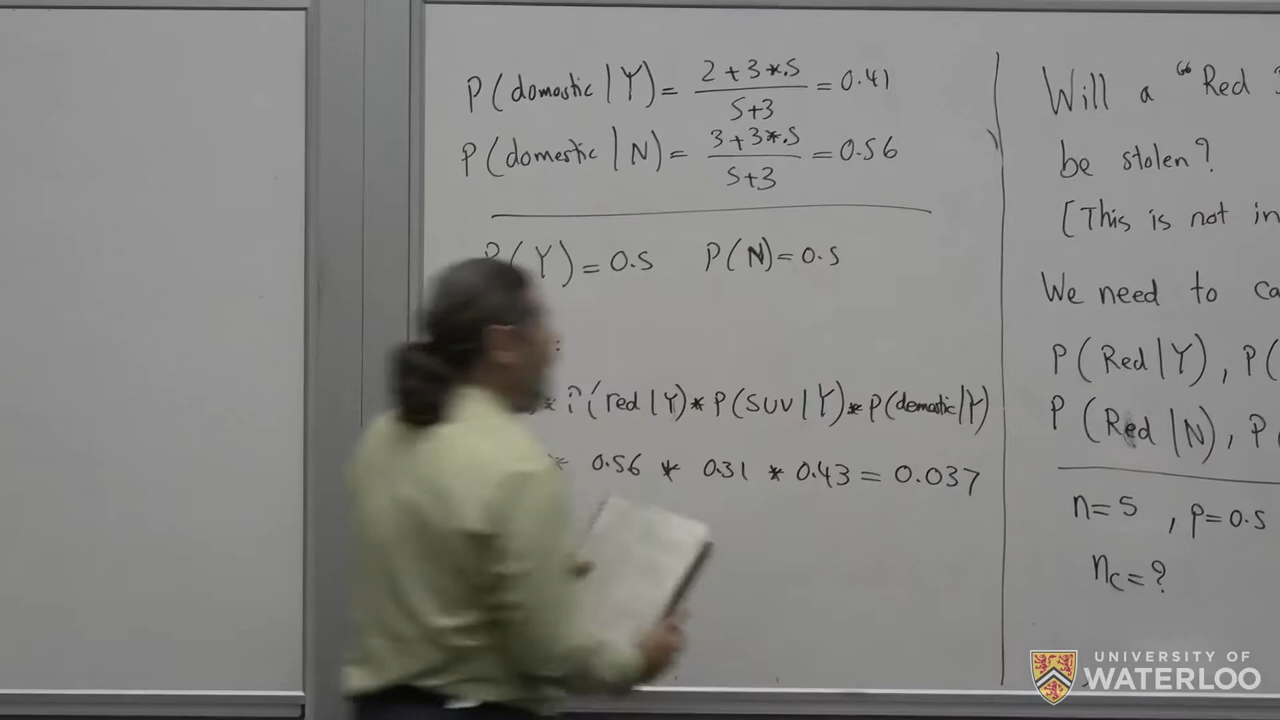 P(domestic|Y) = 2+3*.5 / 5+3 = 0.41
P(domestic|N) = 3+3*.5 / 5+3 = 0.56
P(Y) = 0.5 P(N) = 0.5
:
* P(red|Y) * P(SUV|Y) * P(domestic|Y)
* 0.56 * 0.31 * 0.43 = 0.037
Will a "Red
be stolen?
[This is not in
We need to ca
P(Red|Y), P(
P(Red|N), P
n=5 , p=0.5
nc=?
UNIVERSITY OF
WATERLOO